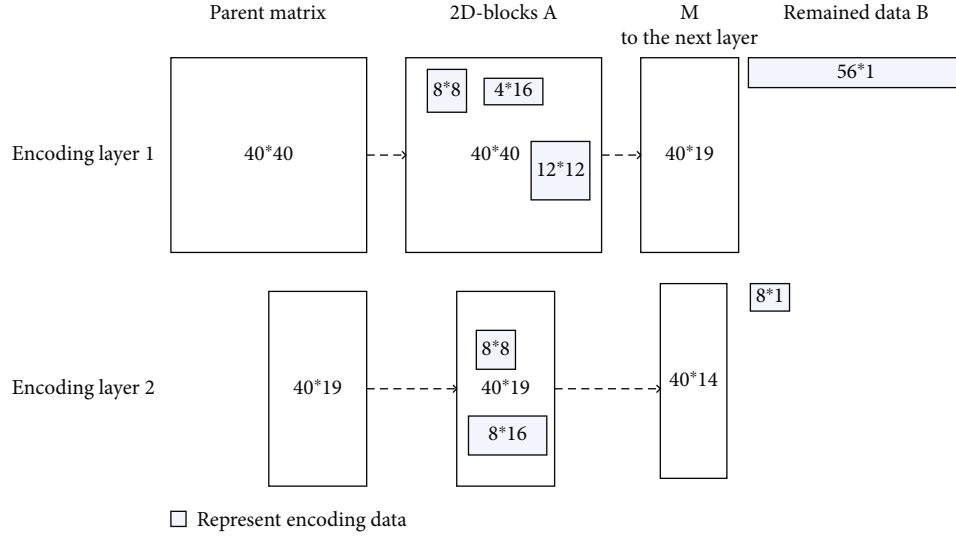 Parent matrix
2D-blocks A
M
to the next layer
Remained data B
Encoding layer 1
40*40
8*8
4*16
40*40
12*12
40*19
56*1
Encoding layer 2
40*19
8*8
40*19
8*16
40*14
8*1
Represent encoding data